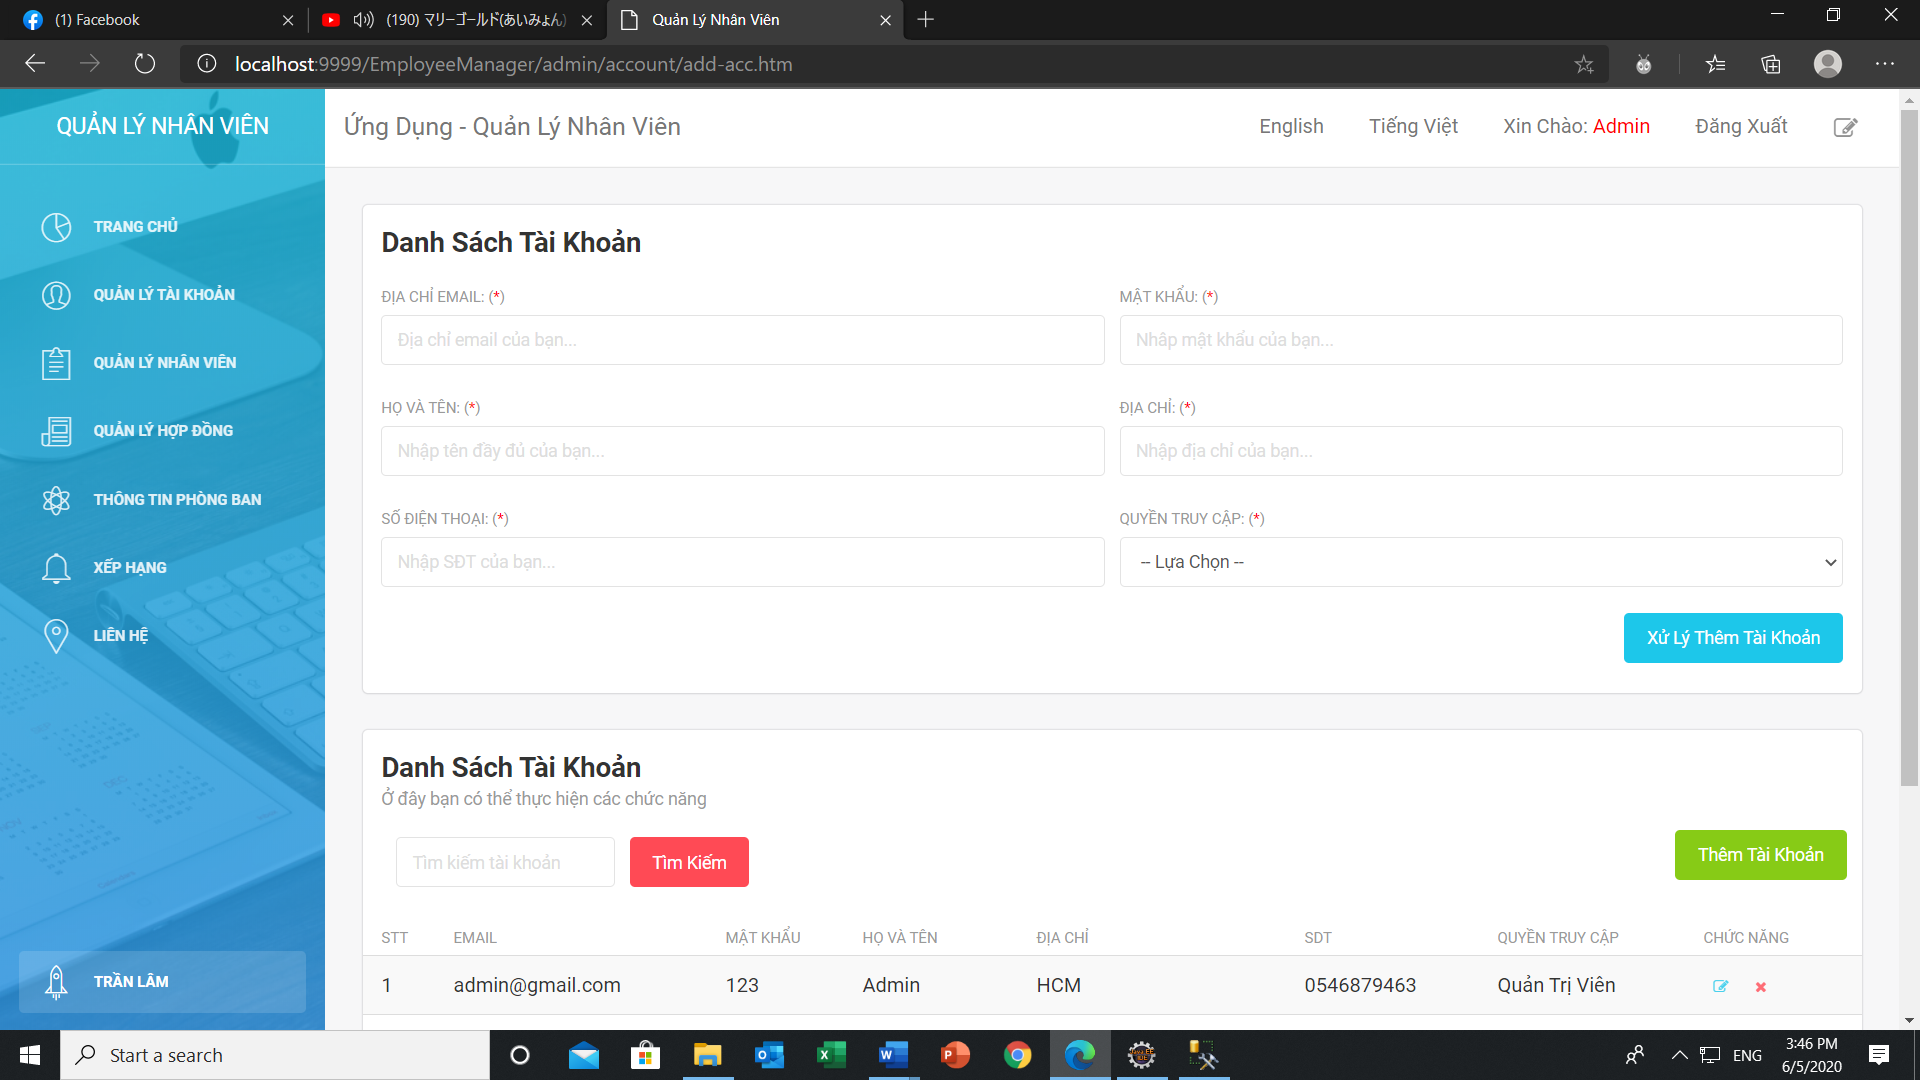 (1) Facebook
(190) マリーゴールド(あいみょん)
Quản Lý Nhân Viên
localhost:9999/EmployeeManager/admin/account/add-acc.htm
QUẢN LÝ NHÂN VIÊN
Ứng Dụng - Quản Lý Nhân Viên
English
Tiếng Việt
Xin Chào: Admin
Đăng Xuất
TRANG CHỦ
QUẢN LÝ TÀI KHOẢN
QUẢN LÝ NHÂN VIÊN
QUẢN LÝ HỢP ĐỒNG
THÔNG TIN PHÒNG BAN
XẾP HẠNG
LIÊN HỆ
TRẦN LÂM
Danh Sách Tài Khoản
ĐỊA CHỈ EMAIL: (*)
MẬT KHẨU: (*)
Địa chỉ email của bạn...
Nhâp mật khẩu của bạn...
HỌ VÀ TÊN: (*)
ĐỊA CHỈ: (*)
Nhập tên đầy đủ của bạn...
Nhập địa chỉ của bạn...
SỐ ĐIỆN THOẠI: (*)
QUYỀN TRUY CẬP: (*)
Nhập SĐT của bạn...
-- Lựa Chọn --
Xử Lý Thêm Tài Khoản
Danh Sách Tài Khoản
Ở đây bạn có thể thực hiện các chức năng
Tìm kiếm tài khoản
Tìm Kiếm
Thêm Tài Khoản
STT EMAIL MẬT KHẨU HỌ VÀ TÊN ĐỊA CHỈ SDT QUYỀN TRUY CẬP CHỨC NĂNG
1 admin@gmail.com 123 Admin HCM 0546879463 Quản Trị Viên
Start a search
ENG
3:46 PM
6/5/2020